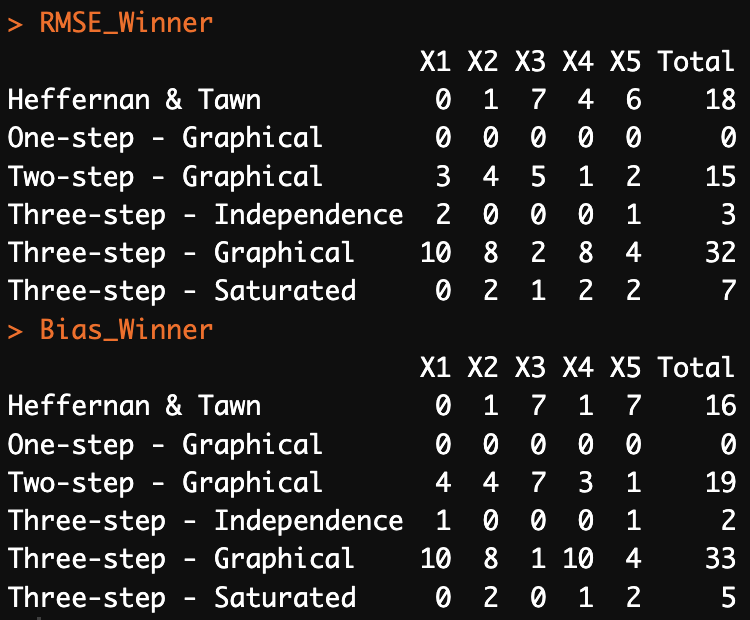 > RMSE_Winner
X1 X2 X3 X4 X5 Total
Heffernan & Tawn 0 1 7 4 6 18
One-step - Graphical 0 0 0 0 0 0
Two-step - Graphical 3 4 5 1 2 15
Three-step - Independence 2 0 0 0 1 3
Three-step - Graphical 10 8 2 8 4 32
Three-step - Saturated 0 2 1 2 2 7
> Bias_Winner
X1 X2 X3 X4 X5 Total
Heffernan & Tawn 0 1 7 1 7 16
One-step - Graphical 0 0 0 0 0 0
Two-step - Graphical 4 4 7 3 1 19
Three-step - Independence 1 0 0 0 1 2
Three-step - Graphical 10 8 1 10 4 33
Three-step - Saturated 0 2 0 1 2 5